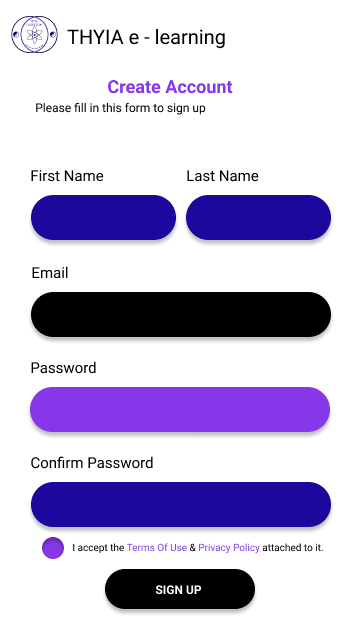 THYIA e - learning
Create Account
Please fill in this form to sign up
First Name Last Name
Email
Password
Confirm Password
I accept the Terms Of Use & Privacy Policy attached to it.
SIGN UP